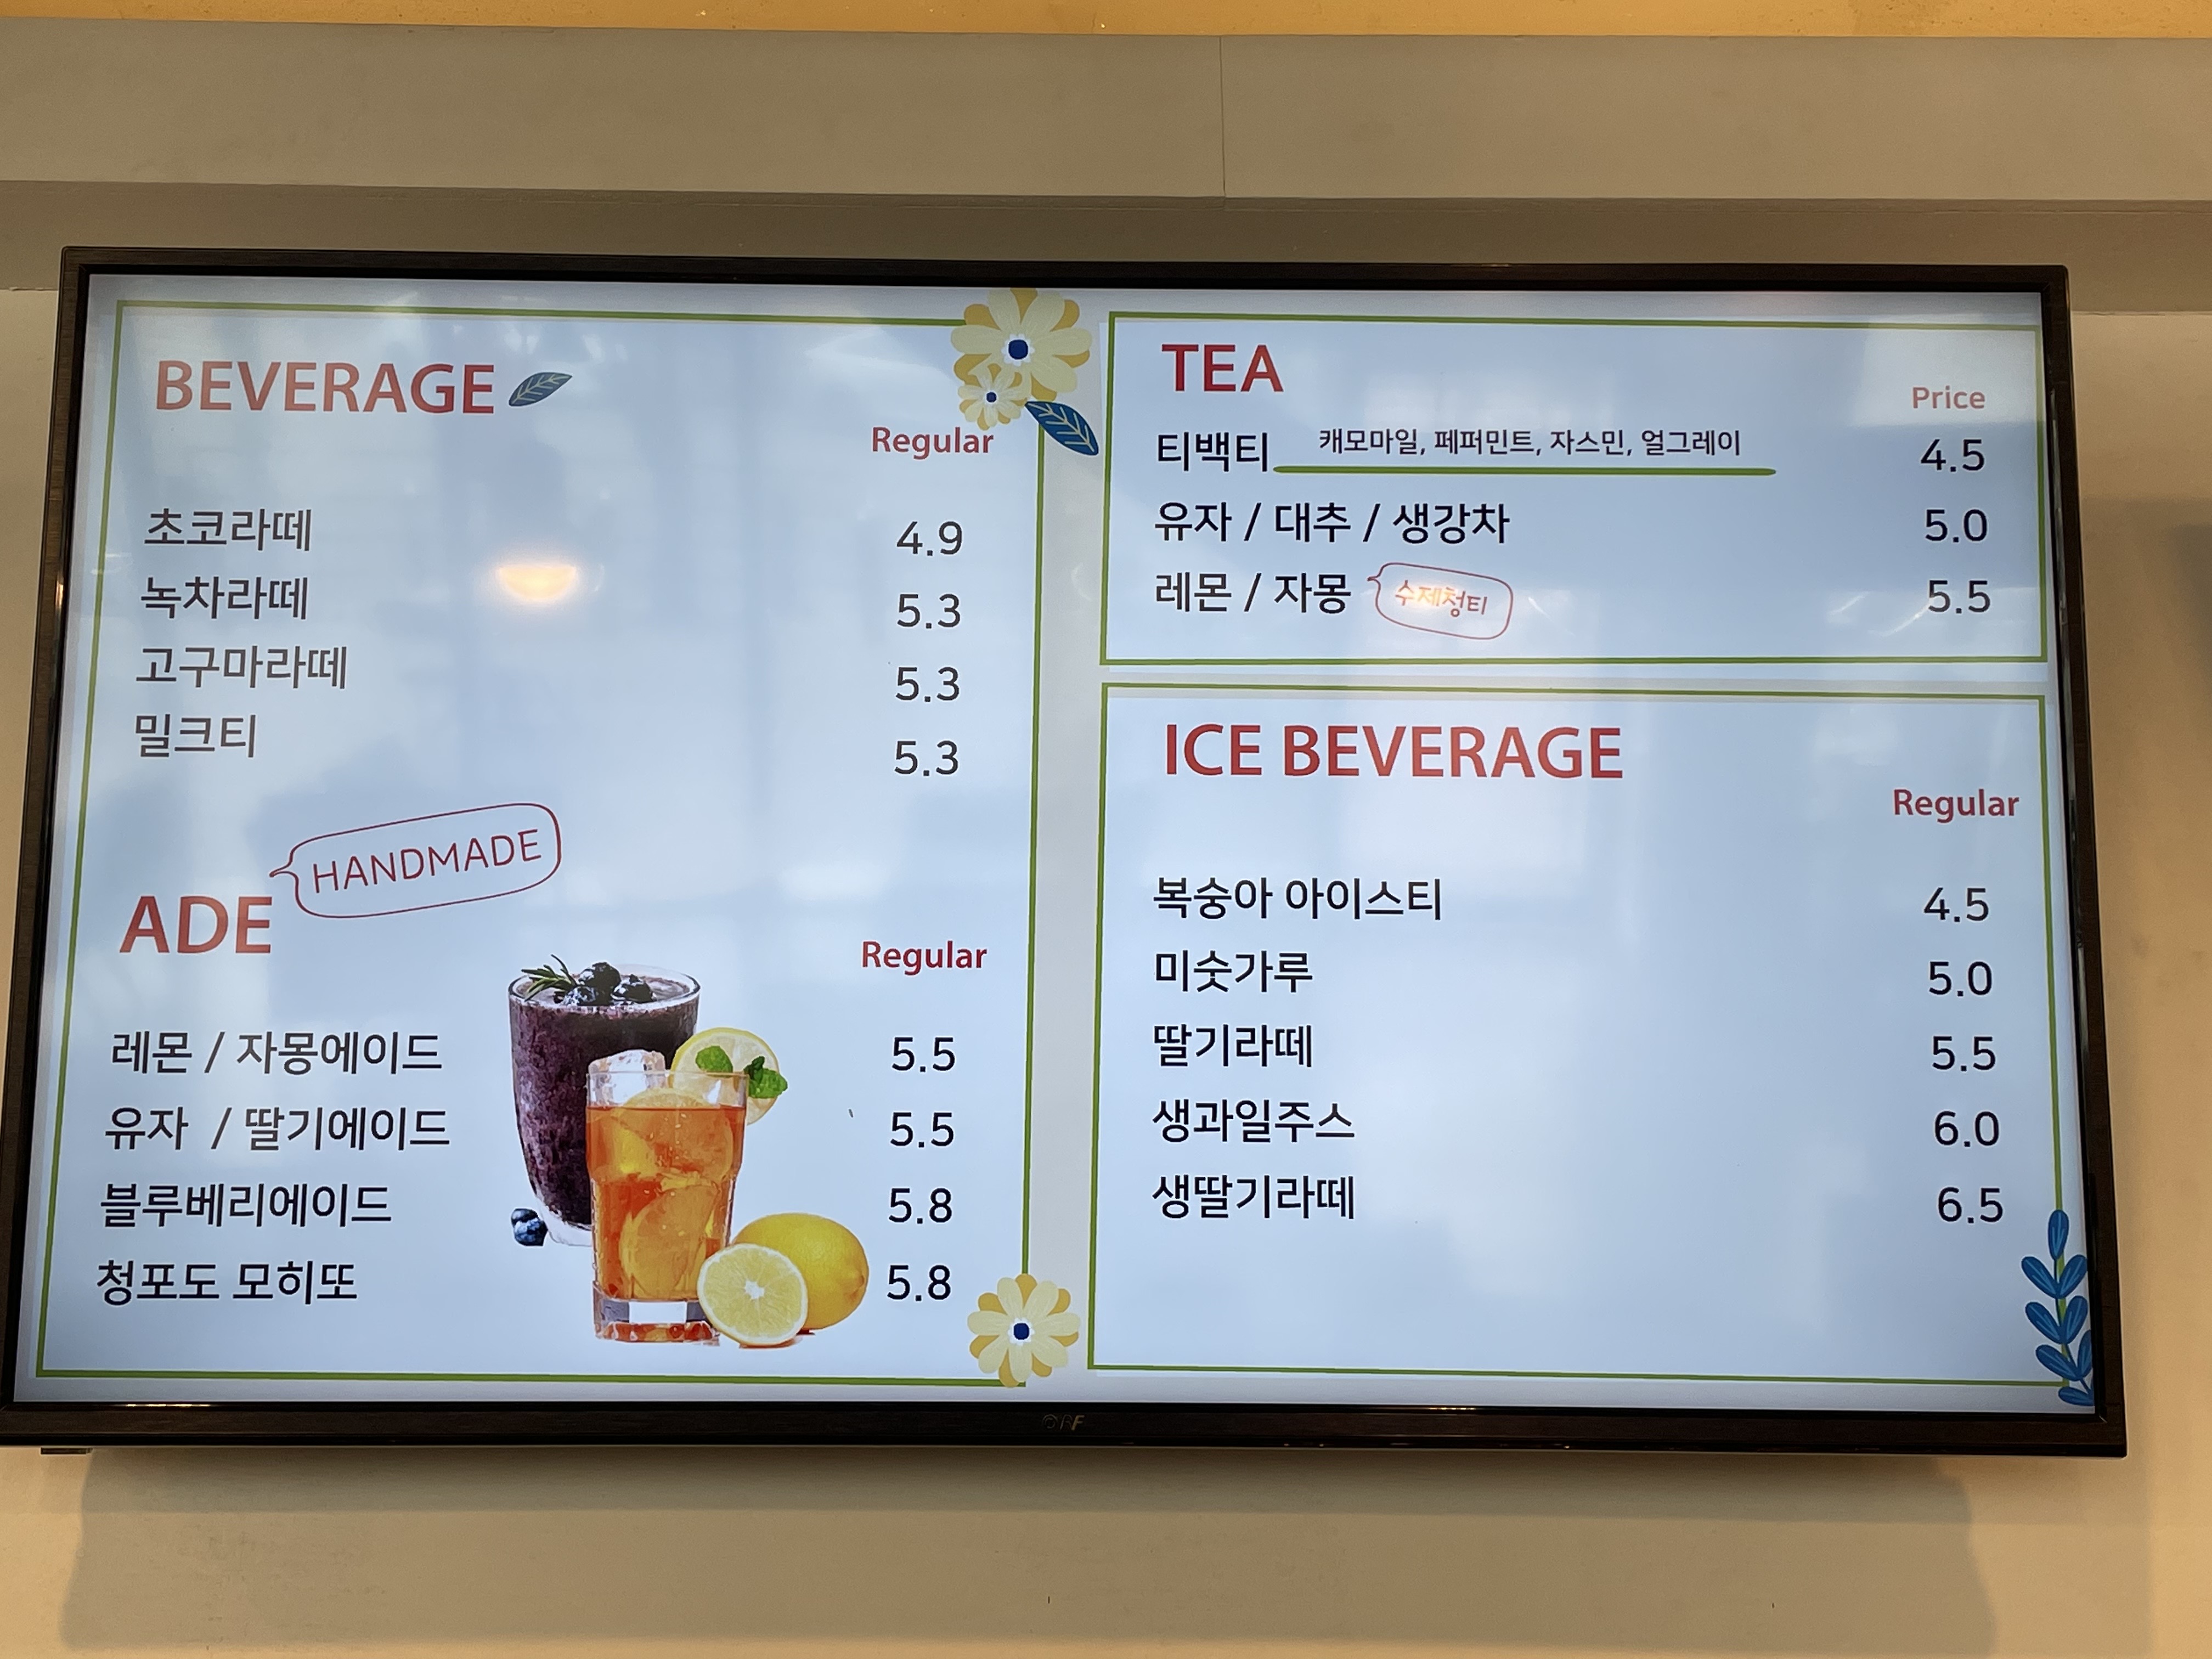 BEVERAGE
Regular
초코라떼 4.9
녹차라떼 5.3
고구마라떼 5.3
밀크티 5.3
HANDMADE
ADE
Regular
레몬 / 자몽에이드 5.5
유자 / 딸기에이드 5.5
블루베리에이드 5.8
청포도 모히또 5.8
TEA
Price
티백티 캐모마일, 페퍼민트, 자스민, 얼그레이 4.5
유자 / 대추 / 생강차 5.0
레몬 / 자몽 수제청티 5.5
ICE BEVERAGE
Regular
복숭아 아이스티 4.5
미숫가루 5.0
딸기라떼 5.5
생과일주스 6.0
생딸기라떼 6.5